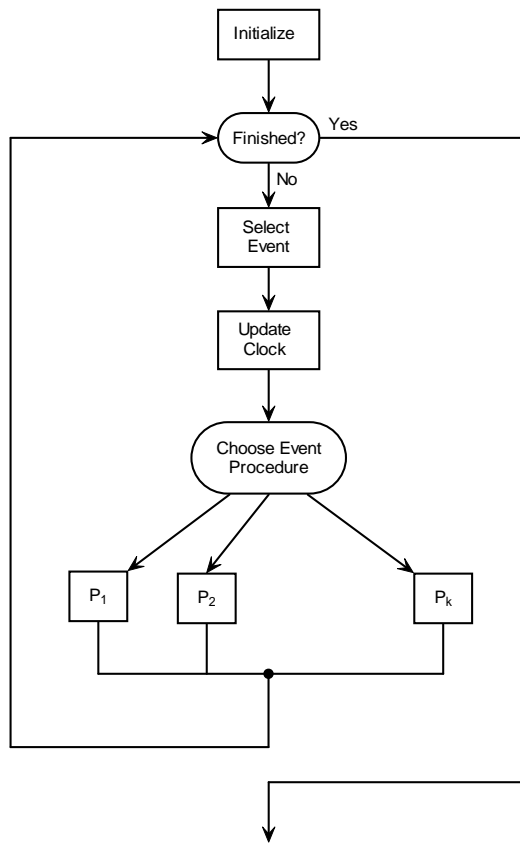 Initialize
Finished?
Yes
No
Select
Event
Update
Clock
Choose Event
Procedure
P₁
P₂
Pₖ